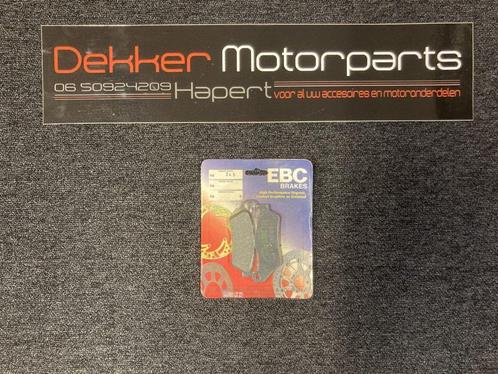 Dekker Motorparts
06 50924209 Hapert voor al uw accesoires en motoronderdelen
EBC
BRAKES